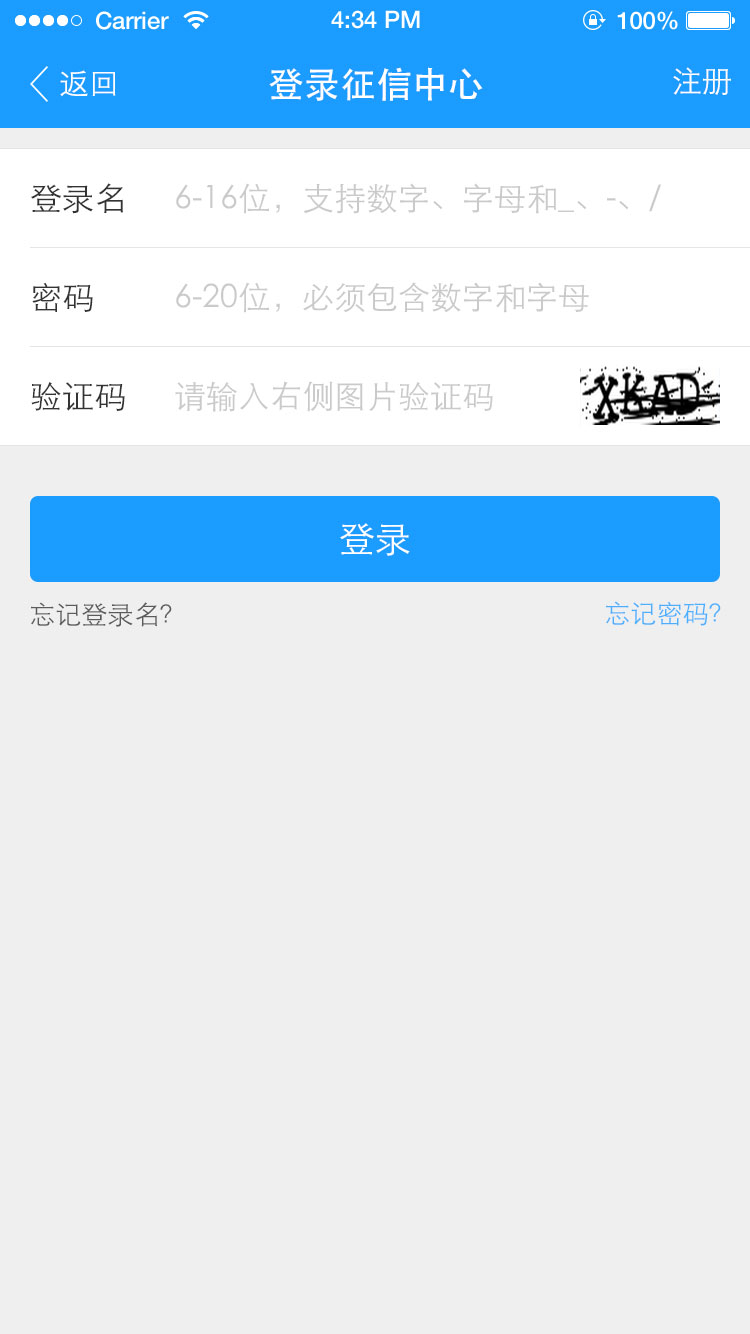 Carrier 4:34 PM 100%
返回 登录征信中心 注册
登录名 6-16位，支持数字、字母和_、-、/
密码 6-20位，必须包含数字和字母
验证码 请输入右侧图片验证码 XKAD
登录
忘记登录名? 忘记密码?